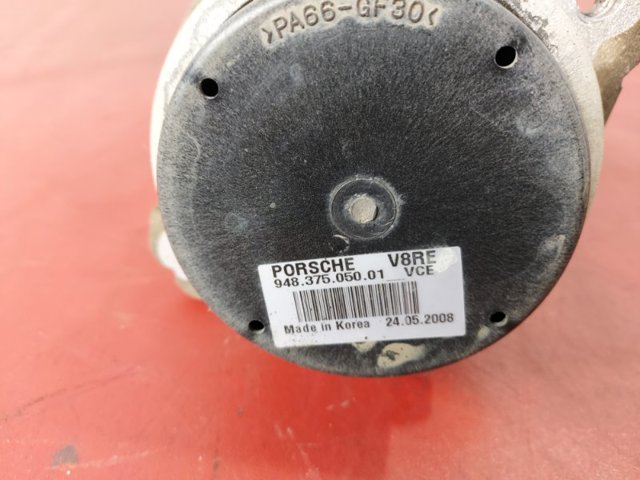 >PA66-GF30<
PORSCHE V8RE
948.375.050.01 VCE
Made in Korea 24.05.2008